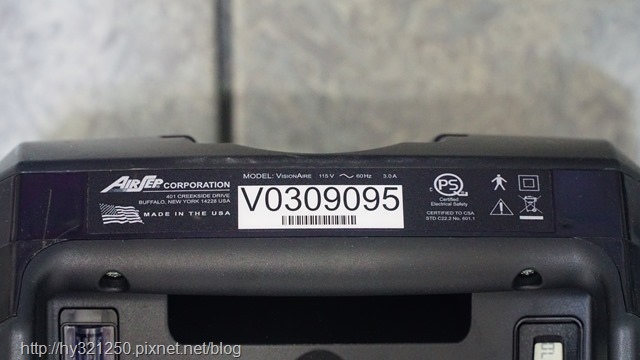 AIRSEP CORPORATION
401 CREEKSIDE DRIVE
BUFFALO, NEW YORK 14228 USA
MADE IN THE USA
MODEL: VISIONAIRE 115 V 60 Hz 3.0 A
V0309095
C PS
Certified
Electrical Safety
CERTIFIED TO CSA
STD C22.2 No. 601.1
http://hy321250.pixnet.net/blog